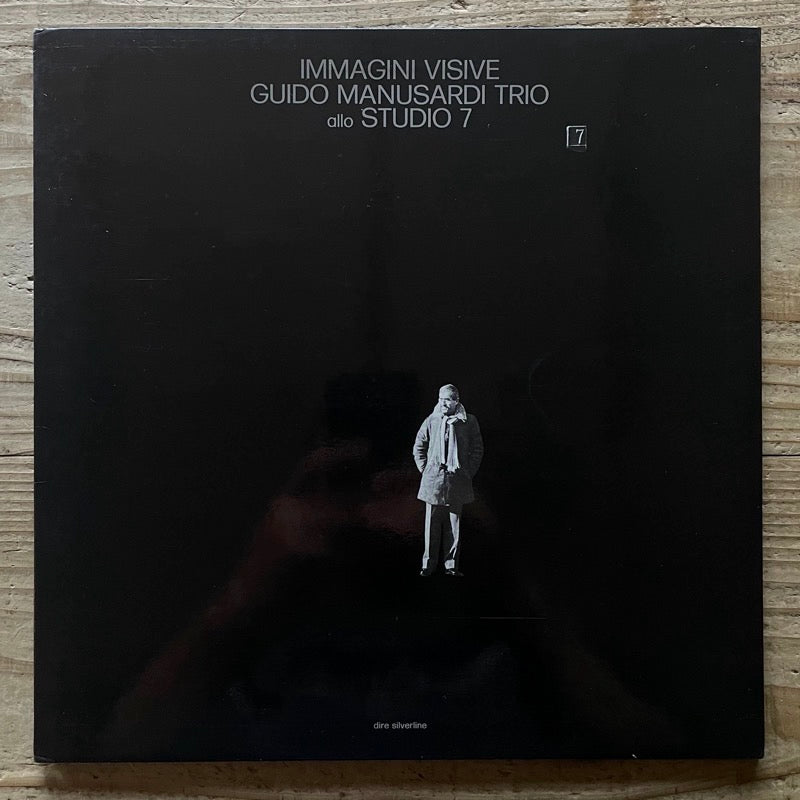 IMMAGINI VISIVE
GUIDO MANUSARDI TRIO
allo STUDIO 7
7
dire silverline